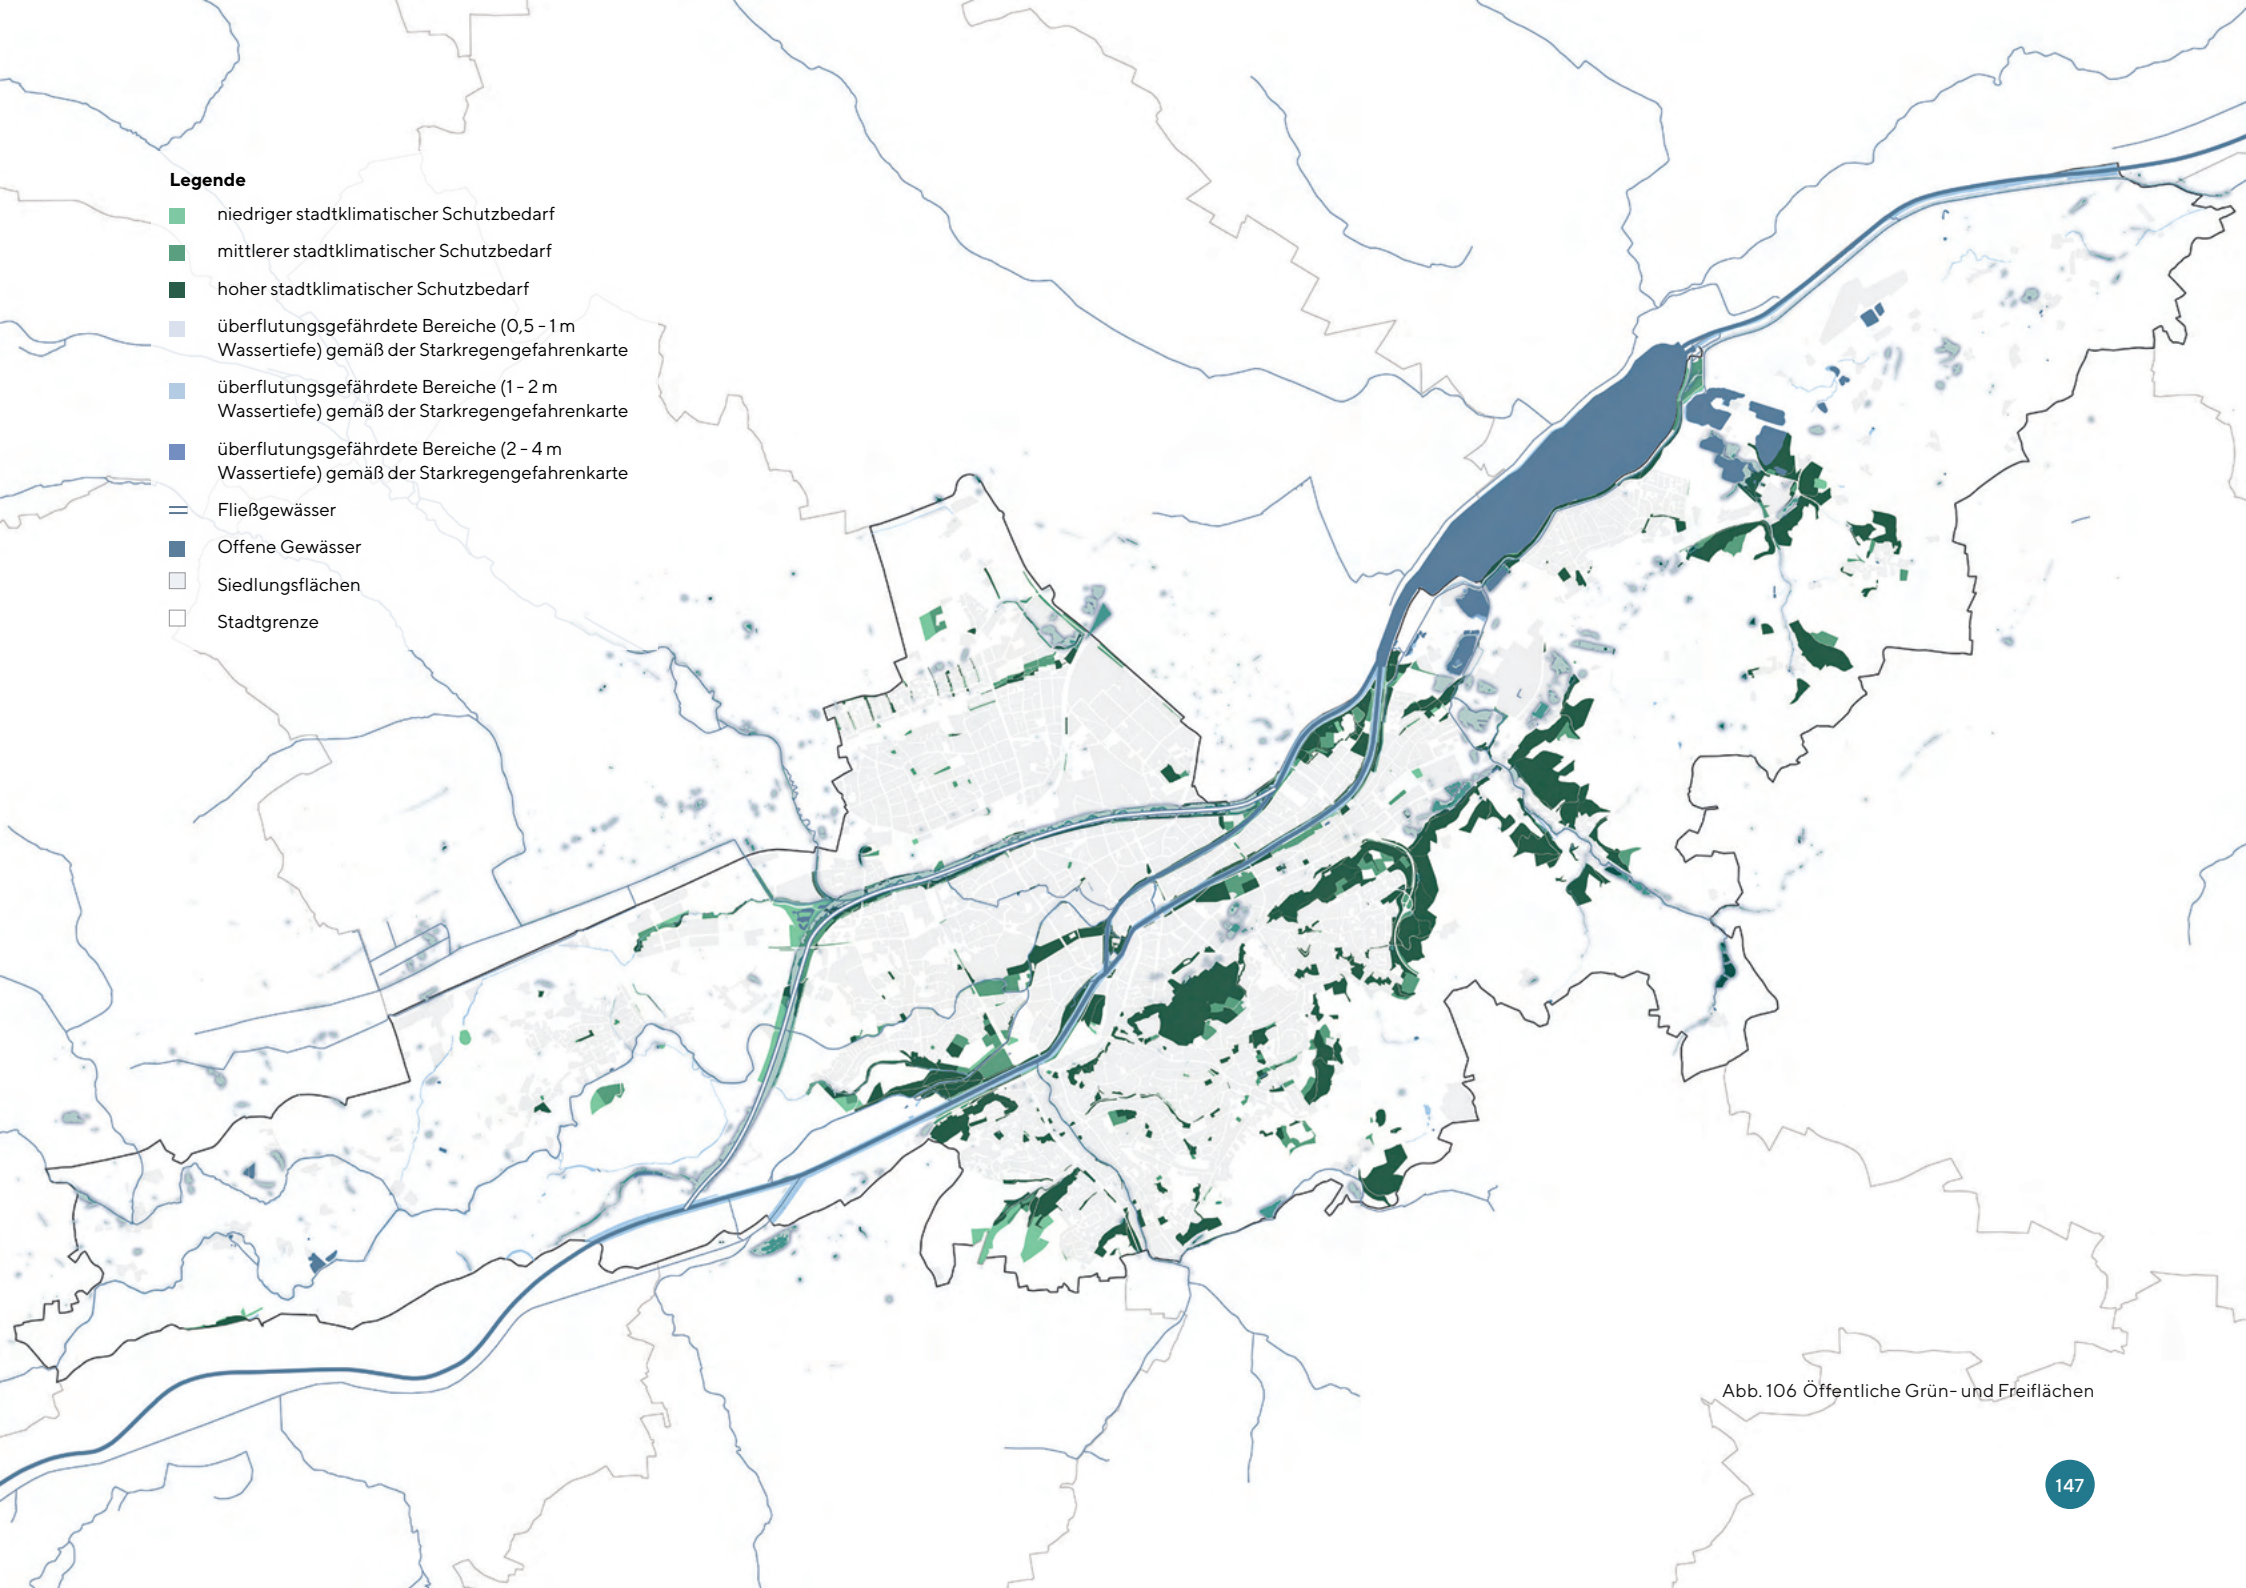 Legende
niedriger stadtklimatischer Schutzbedarf
mittlerer stadtklimatischer Schutzbedarf
hoher stadtklimatischer Schutzbedarf
überflutungsgefährdete Bereiche (0,5 - 1 m
Wassertiefe) gemäß der Starkregengefahrenkarte
überflutungsgefährdete Bereiche (1 - 2 m
Wassertiefe) gemäß der Starkregengefahrenkarte
überflutungsgefährdete Bereiche (2 - 4 m
Wassertiefe) gemäß der Starkregengefahrenkarte
Fließgewässer
Offene Gewässer
Siedlungsflächen
Stadtgrenze
Abb. 106 Öffentliche Grün- und Freiflächen
147